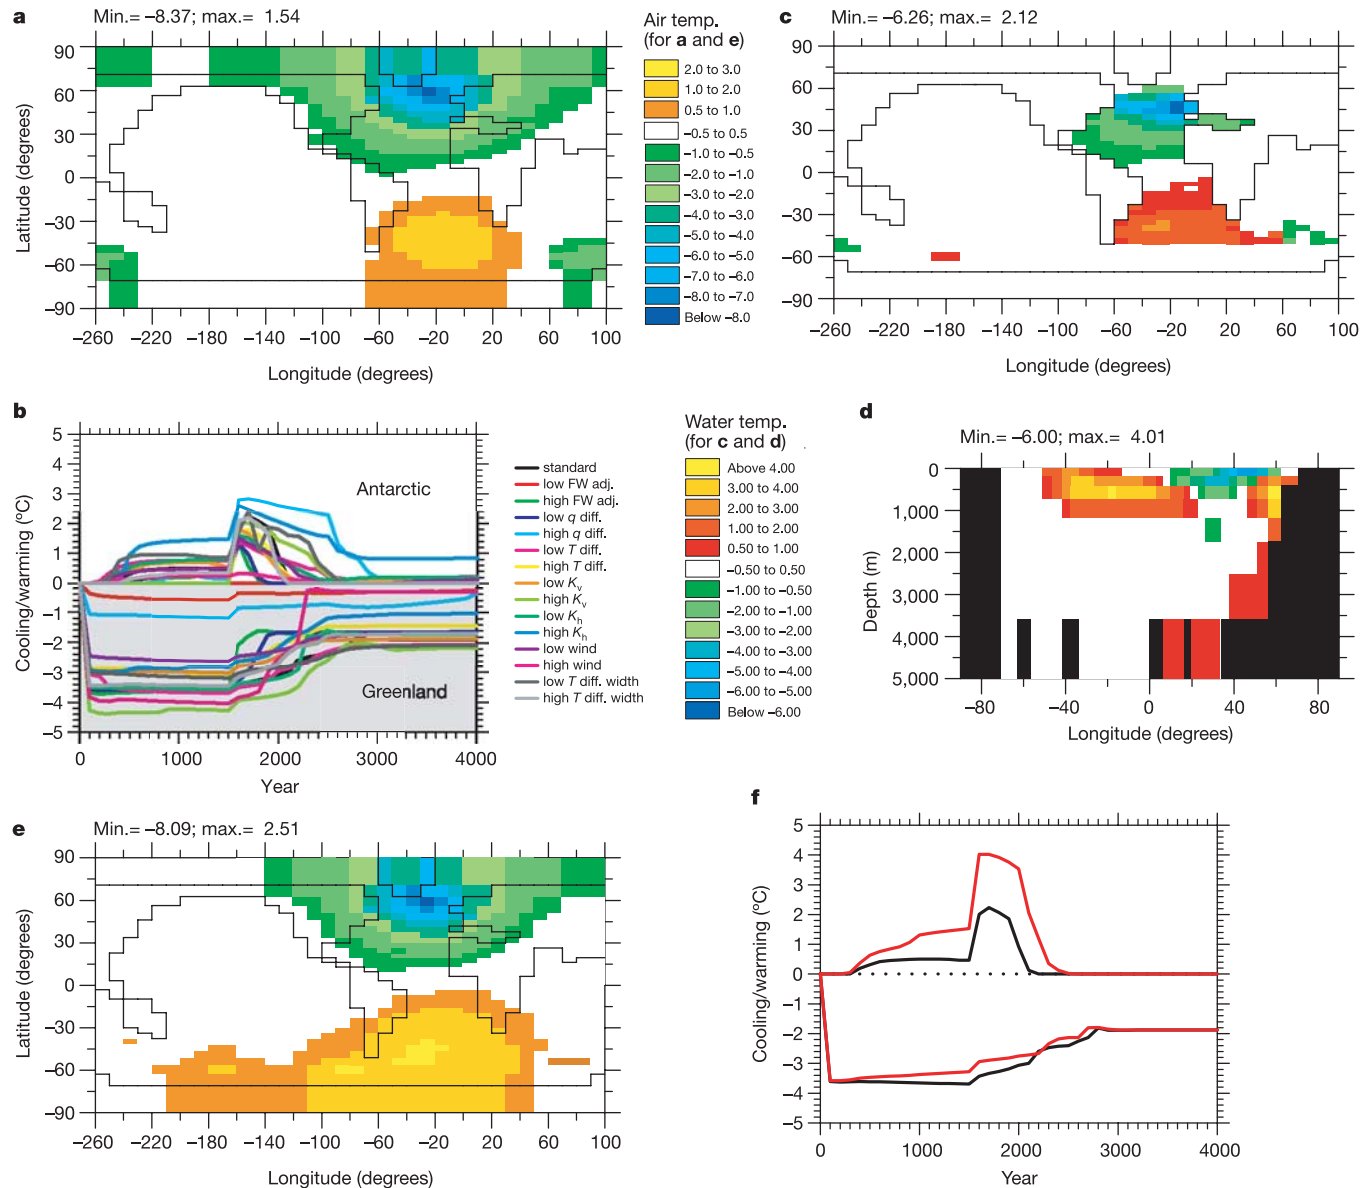 a
Min.= –8.37; max.= 1.54
90
60
30
0
–30
–60
–90
Latitude (degrees)
–260 –220 –180 –140 –100 –60 –20 20 60 100
Longitude (degrees)
Air temp.
(for a and e)
2.0 to 3.0
1.0 to 2.0
0.5 to 1.0
–0.5 to 0.5
–1.0 to –0.5
–2.0 to –1.0
–3.0 to –2.0
–4.0 to –3.0
–5.0 to –4.0
–6.0 to –5.0
–7.0 to –6.0
–8.0 to –7.0
Below –8.0
c
Min.= –6.26; max.= 2.12
90
60
30
0
–30
–60
–90
–260 –220 –180 –140 –100 –60 –20 20 60 100
Longitude (degrees)
b
5
4
3
2
1
0
–1
–2
–3
–4
–5
Cooling/warming (°C)
Antarctic
Greenland
0 1000 2000 3000 4000
Year
standard
low FW adj.
high FW adj.
low q diff.
high q diff.
low T diff.
high T diff.
low Kv
high Kv
low Kh
high Kh
low wind
high wind
low T diff. width
high T diff. width
Water temp.
(for c and d)
Above 4.00
3.00 to 4.00
2.00 to 3.00
1.00 to 2.00
0.50 to 1.00
–0.50 to 0.50
–1.00 to –0.50
–2.00 to –1.00
–3.00 to –2.00
–4.00 to –3.00
–5.00 to –4.00
–6.00 to –5.00
Below –6.00
d
Min.= –6.00; max.= 4.01
0
1,000
2,000
3,000
4,000
5,000
Depth (m)
–80 –40 0 40 80
Longitude (degrees)
e
Min.= –8.09; max.= 2.51
90
60
30
0
–30
–60
–90
Latitude (degrees)
–260 –220 –180 –140 –100 –60 –20 20 60 100
Longitude (degrees)
f
5
4
3
2
1
0
–1
–2
–3
–4
–5
Cooling/warming (°C)
0 1000 2000 3000 4000
Year